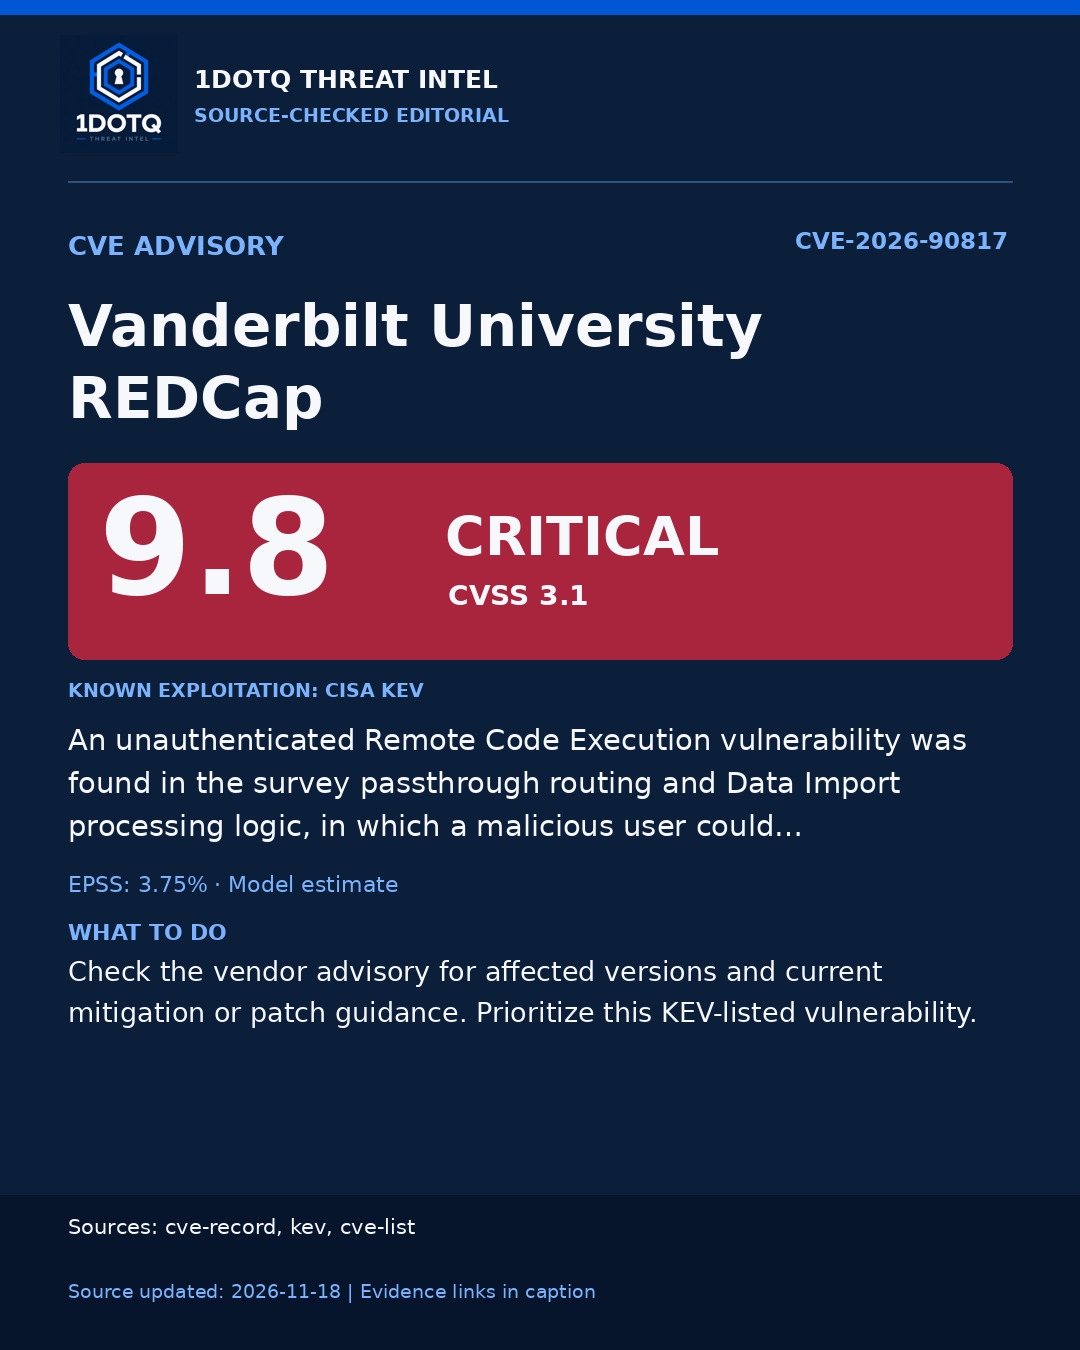 1DOTQ
THREAT INTEL
1DOTQ THREAT INTEL
SOURCE-CHECKED EDITORIAL
CVE ADVISORY
CVE-2026-90817
Vanderbilt University
REDCap
9.8
CRITICAL
CVSS 3.1
KNOWN EXPLOITATION: CISA KEV
An unauthenticated Remote Code Execution vulnerability was
found in the survey passthrough routing and Data Import
processing logic, in which a malicious user could...
EPSS: 3.75% · Model estimate
WHAT TO DO
Check the vendor advisory for affected versions and current
mitigation or patch guidance. Prioritize this KEV-listed vulnerability.
Sources: cve-record, kev, cve-list
Source updated: 2026-11-18 | Evidence links in caption